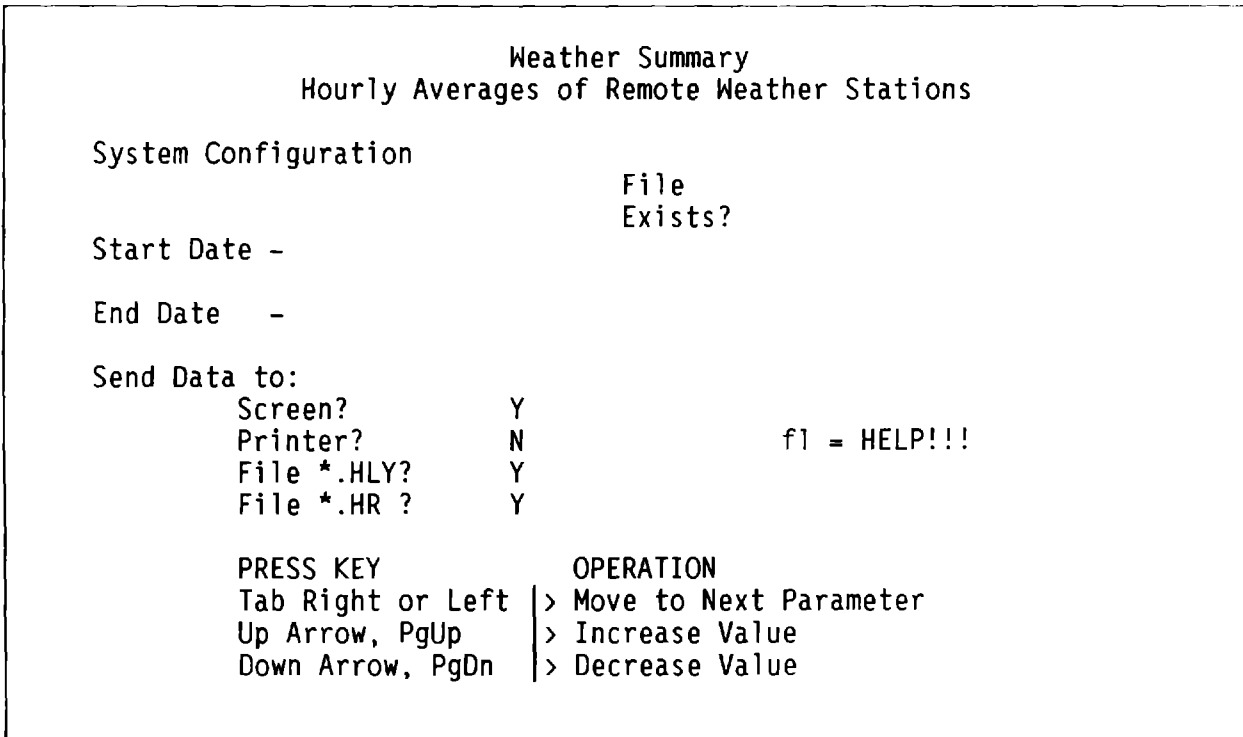 Weather Summary
Hourly Averages of Remote Weather Stations
System Configuration
File
Exists?
Start Date -
End Date -
Send Data to:
Screen? Y
Printer? N f1 = HELP!!!
File *.HLY? Y
File *.HR ? Y
PRESS KEY OPERATION
Tab Right or Left |> Move to Next Parameter
Up Arrow, PgUp |> Increase Value
Down Arrow, PgDn |> Decrease Value